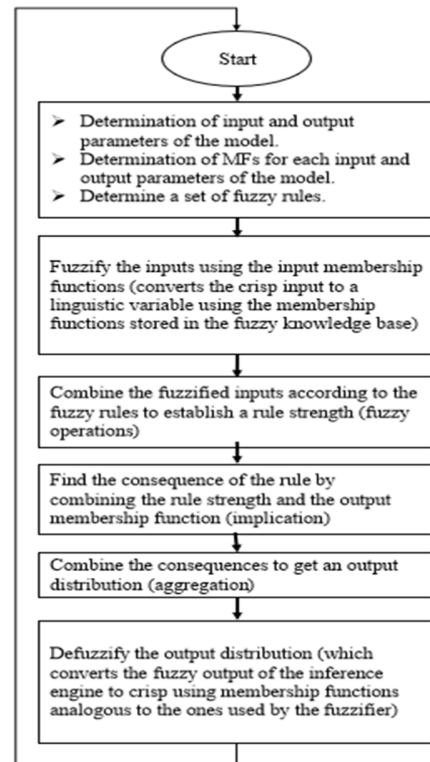 Start
➤ Determination of input and output
parameters of the model.
➤ Determination of MFs for each input and
output parameters of the model.
➤ Determine a set of fuzzy rules.
Fuzzify the inputs using the input membership
functions (converts the crisp input to a
linguistic variable using the membership
functions stored in the fuzzy knowledge base)
Combine the fuzzified inputs according to the
fuzzy rules to establish a rule strength (fuzzy
operations)
Find the consequence of the rule by
combining the rule strength and the output
membership function (implication)
Combine the consequences to get an output
distribution (aggregation)
Defuzzify the output distribution (which
converts the fuzzy output of the inference
engine to crisp using membership functions
analogous to the ones used by the fuzzifier)